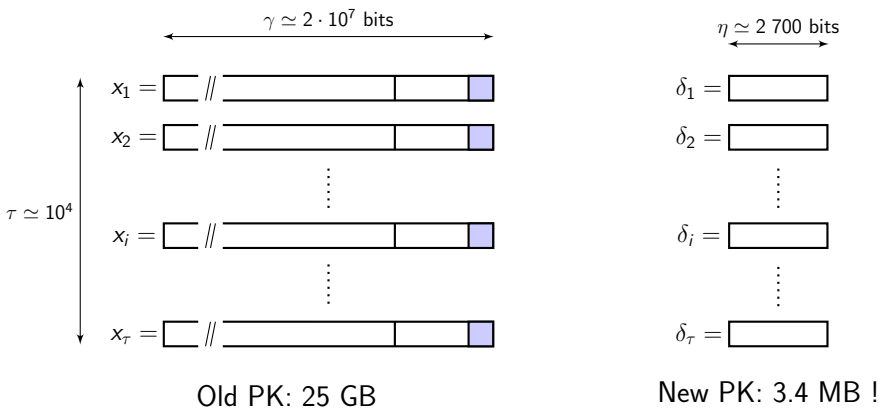 γ ≃ 2 · 10⁷ bits
η ≃ 2 700 bits
x₁ =
δ₁ =
x₂ =
δ₂ =
τ ≃ 10⁴
xᵢ =
δᵢ =
x_τ =
δ_τ =
Old PK: 25 GB
New PK: 3.4 MB !